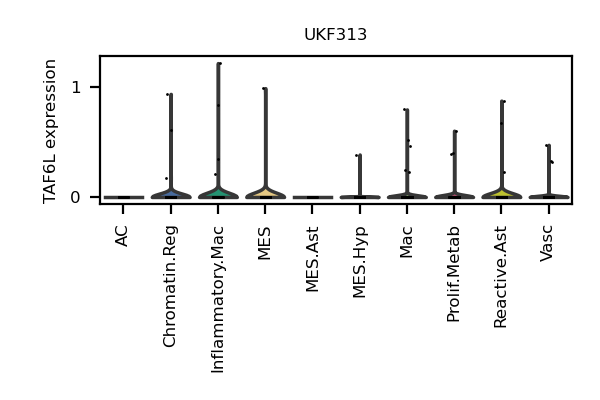 UKF313
TAF6L expression
1
0
AC
Chromatin.Reg
Inflammatory.Mac
MES
MES.Ast
MES.Hyp
Mac
Prolif.Metab
Reactive.Ast
Vasc